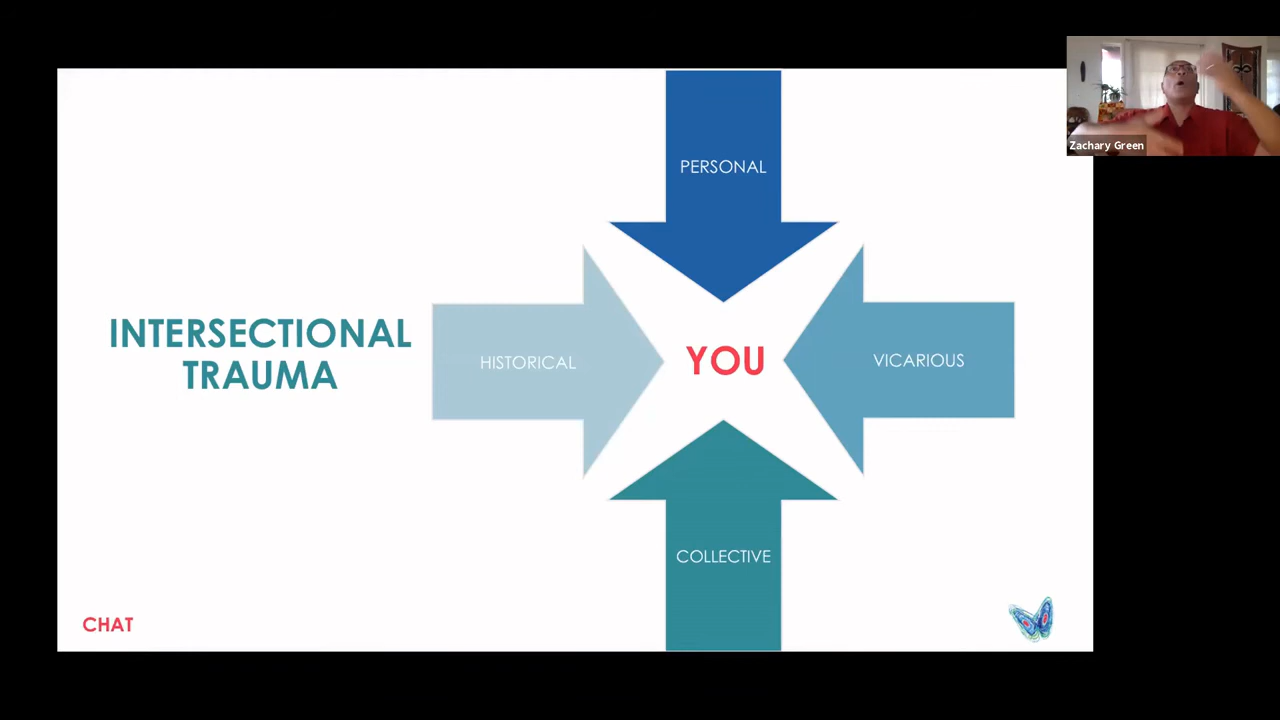 Zachary Green
PERSONAL
INTERSECTIONAL
TRAUMA
HISTORICAL
YOU
VICARIOUS
COLLECTIVE
CHAT